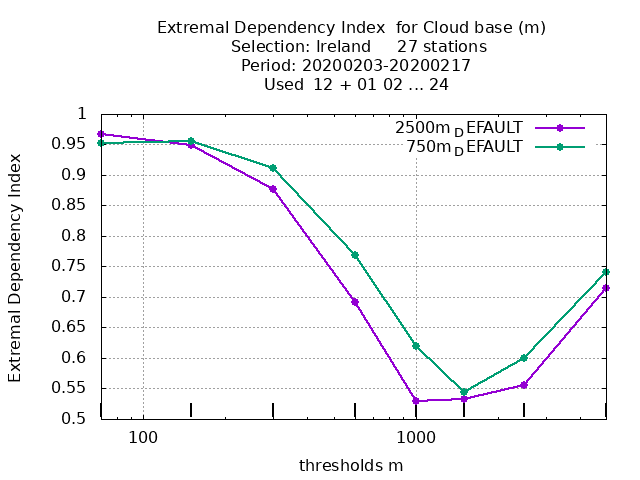 Extremal Dependency Index  for Cloud base (m)
Selection: Ireland     27 stations
Period: 20200203-20200217
Used  12 + 01 02 ... 24
2500m_DEFAULT
750m_DEFAULT
Extremal Dependency Index
1
0.95
0.9
0.85
0.8
0.75
0.7
0.65
0.6
0.55
0.5
100
1000
thresholds m